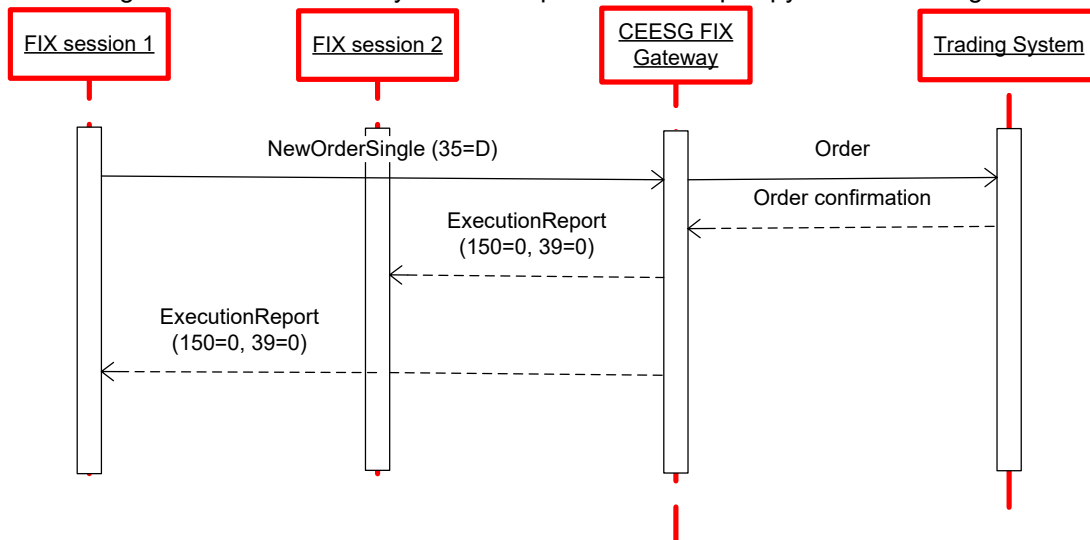 FIX session 1
FIX session 2
CEESG FIX
Gateway
Trading System
NewOrderSingle (35=D)
Order
Order confirmation
ExecutionReport
(150=0, 39=0)
ExecutionReport
(150=0, 39=0)